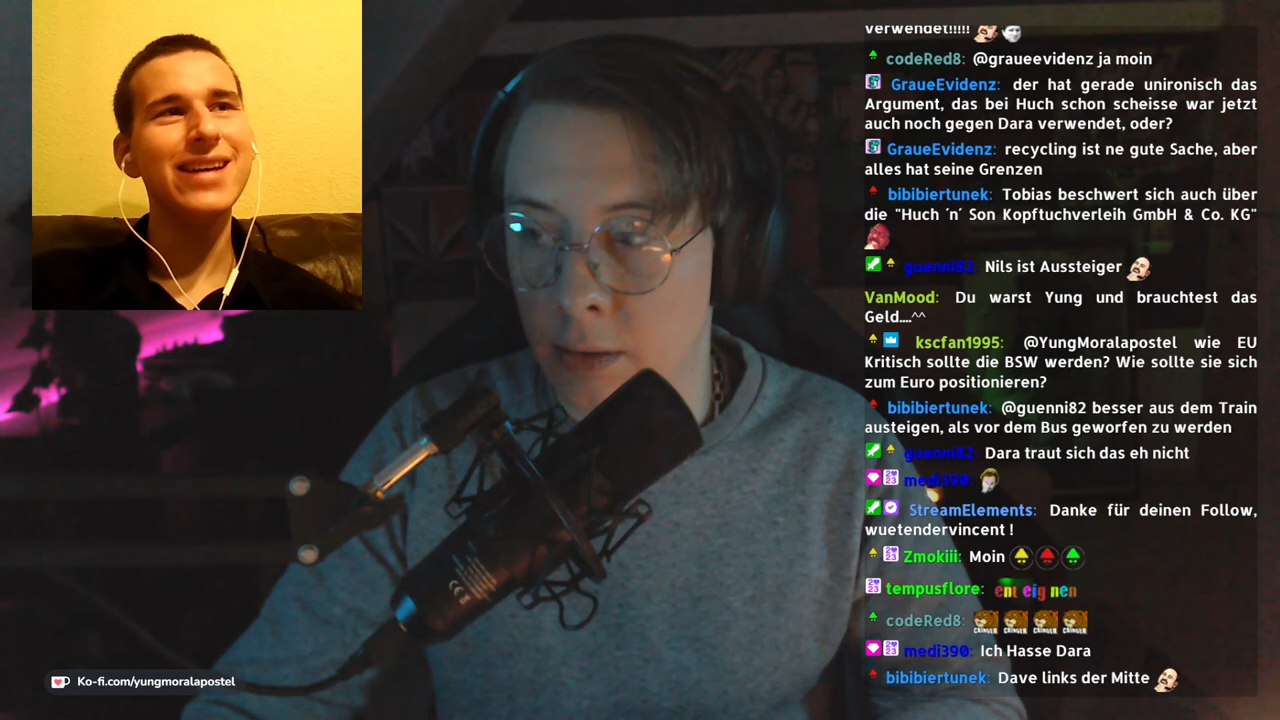 verwendet!!!!!
codeRed8: @graueevidenz ja moin
GraueEvidenz: der hat gerade unironisch das
Argument, das bei Huch schon scheisse war jetzt
auch noch gegen Dara verwendet, oder?
GraueEvidenz: recycling ist ne gute Sache, aber
alles hat seine Grenzen
bibibiertunek: Tobias beschwert sich auch über
die "Huch ´n´ Son Kopftuchverleih GmbH & Co. KG"
guenni82: Nils ist Aussteiger
VanMood: Du warst Yung und brauchtest das
Geld....^^
kscfan1995: @YungMoralapostel wie EU
Kritisch sollte die BSW werden? Wie sollte sie sich
zum Euro positionieren?
bibibiertunek: @guenni82 besser aus dem Train
austeigen, als vor dem Bus geworfen zu werden
guenni82: Dara traut sich das eh nicht
medi390:
StreamElements: Danke für deinen Follow,
wuetendervincent !
Zmokiii: Moin
tempusflore: ent eig nen
codeRed8: CRINGER CRINGER CRINGER CRINGER
medi390: Ich Hasse Dara
bibibiertunek: Dave links der Mitte
Ko-fi.com/yungmoralapostel